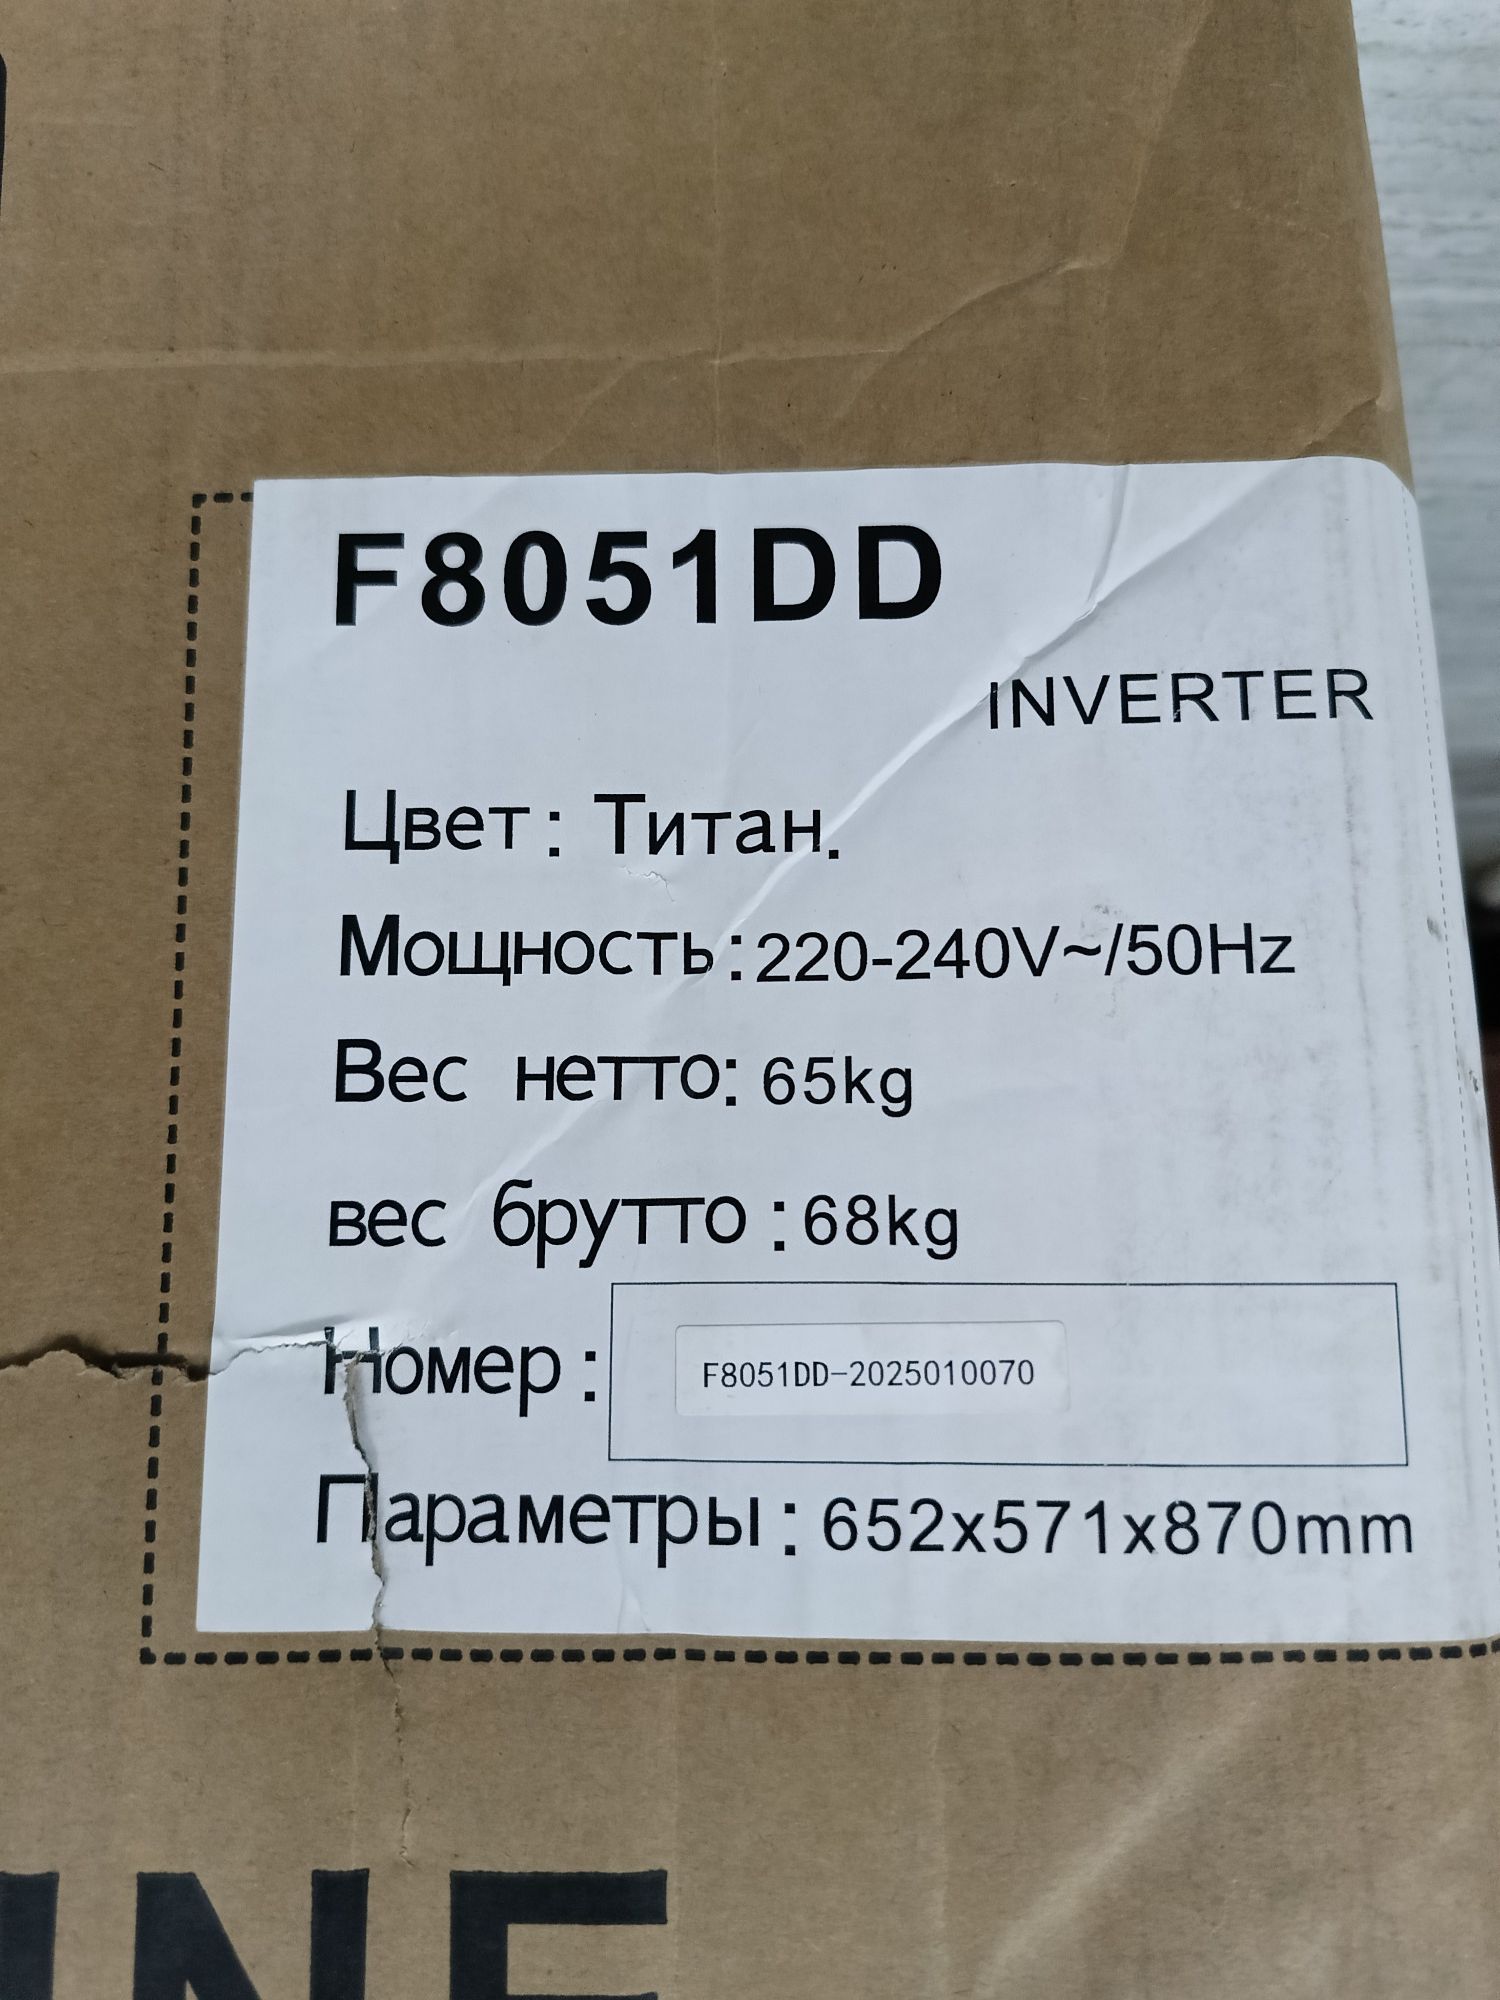 F8051DD
INVERTER
Цвет: Титан.
Мощность:220-240V~/50Hz
Вес нетто: 65kg
вес брутто:68kg
Номер: F8051DD-2025010070
Параметры: 652x571x870mm